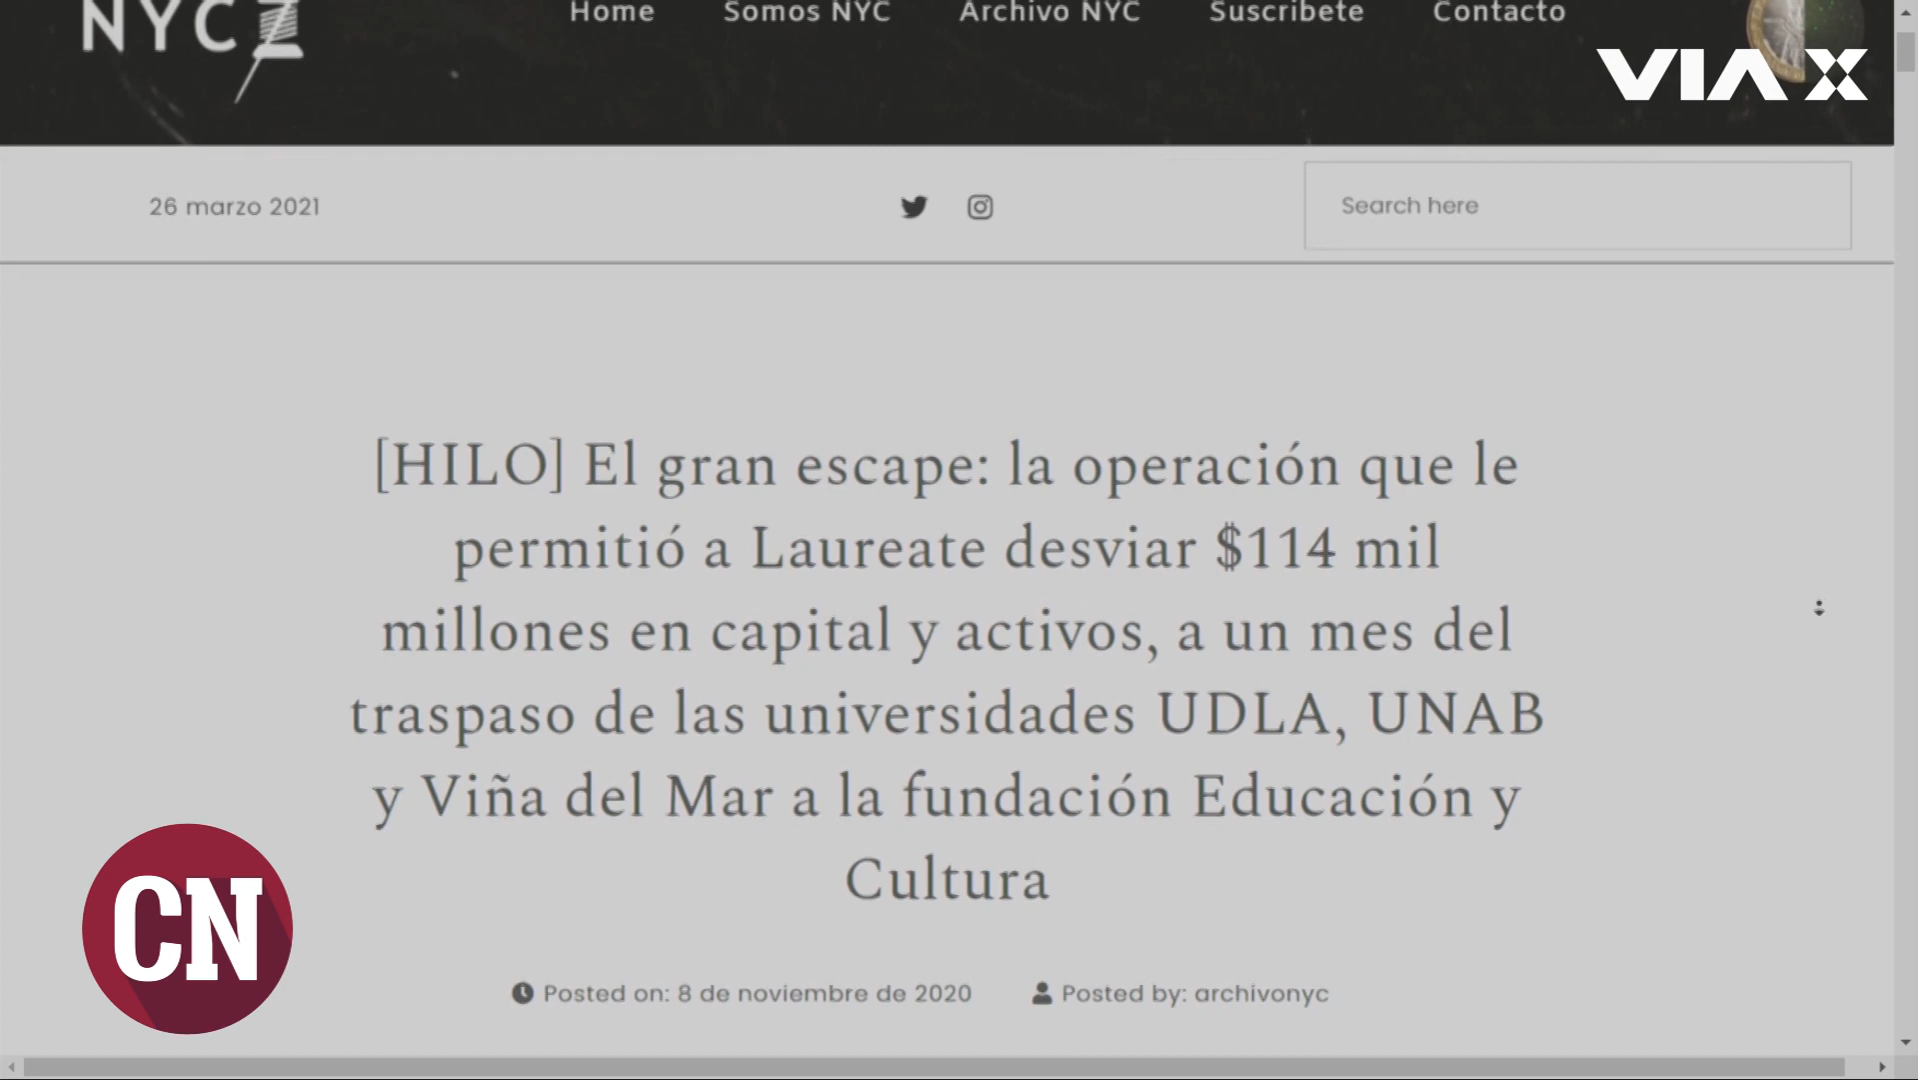 NYC
Home Somos NYC Archivo NYC Suscríbete Contacto
VIA X
26 marzo 2021
Search here
[HILO] El gran escape: la operación que le
permitió a Laureate desviar $114 mil
millones en capital y activos, a un mes del
traspaso de las universidades UDLA, UNAB
y Viña del Mar a la fundación Educación y
Cultura
CN
Posted on: 8 de noviembre de 2020 Posted by: archivonyc